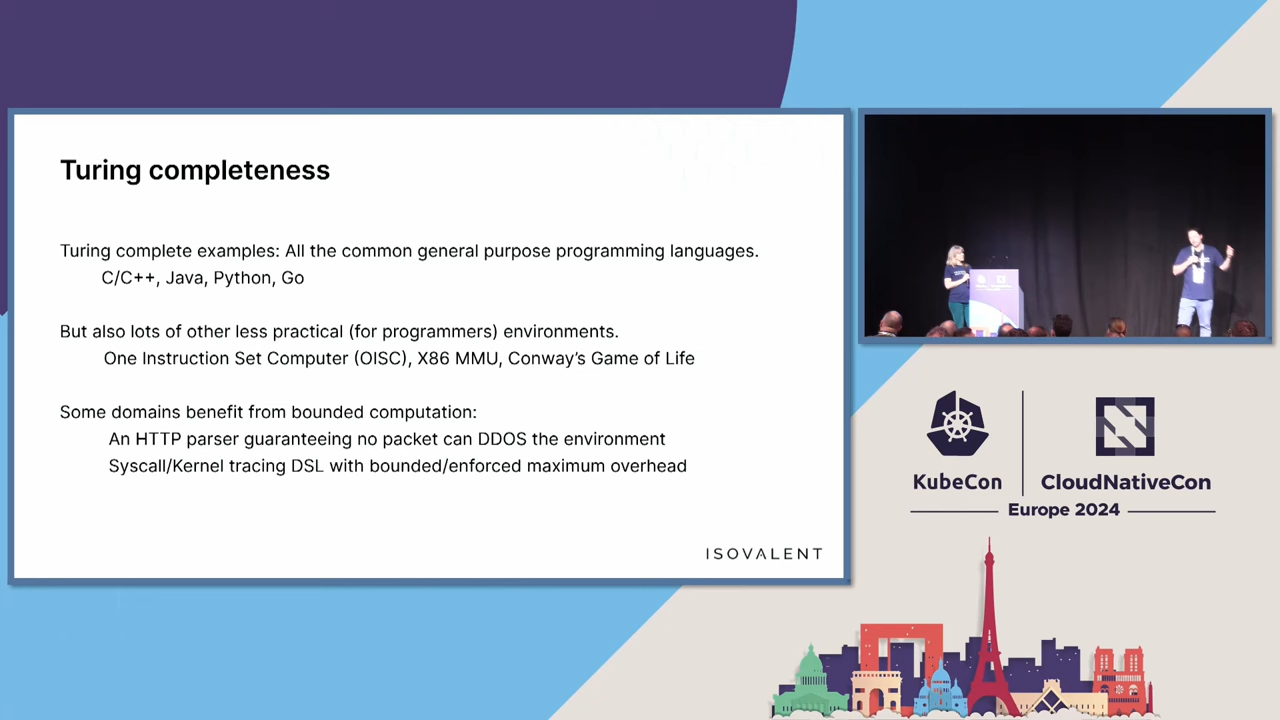 Turing completeness
Turing complete examples: All the common general purpose programming languages.
C/C++, Java, Python, Go
But also lots of other less practical (for programmers) environments.
One Instruction Set Computer (OISC), X86 MMU, Conway's Game of Life
Some domains benefit from bounded computation:
An HTTP parser guaranteeing no packet can DDOS the environment
Syscall/Kernel tracing DSL with bounded/enforced maximum overhead
ISOVALENT
KubeCon
CloudNativeCon
Europe 2024